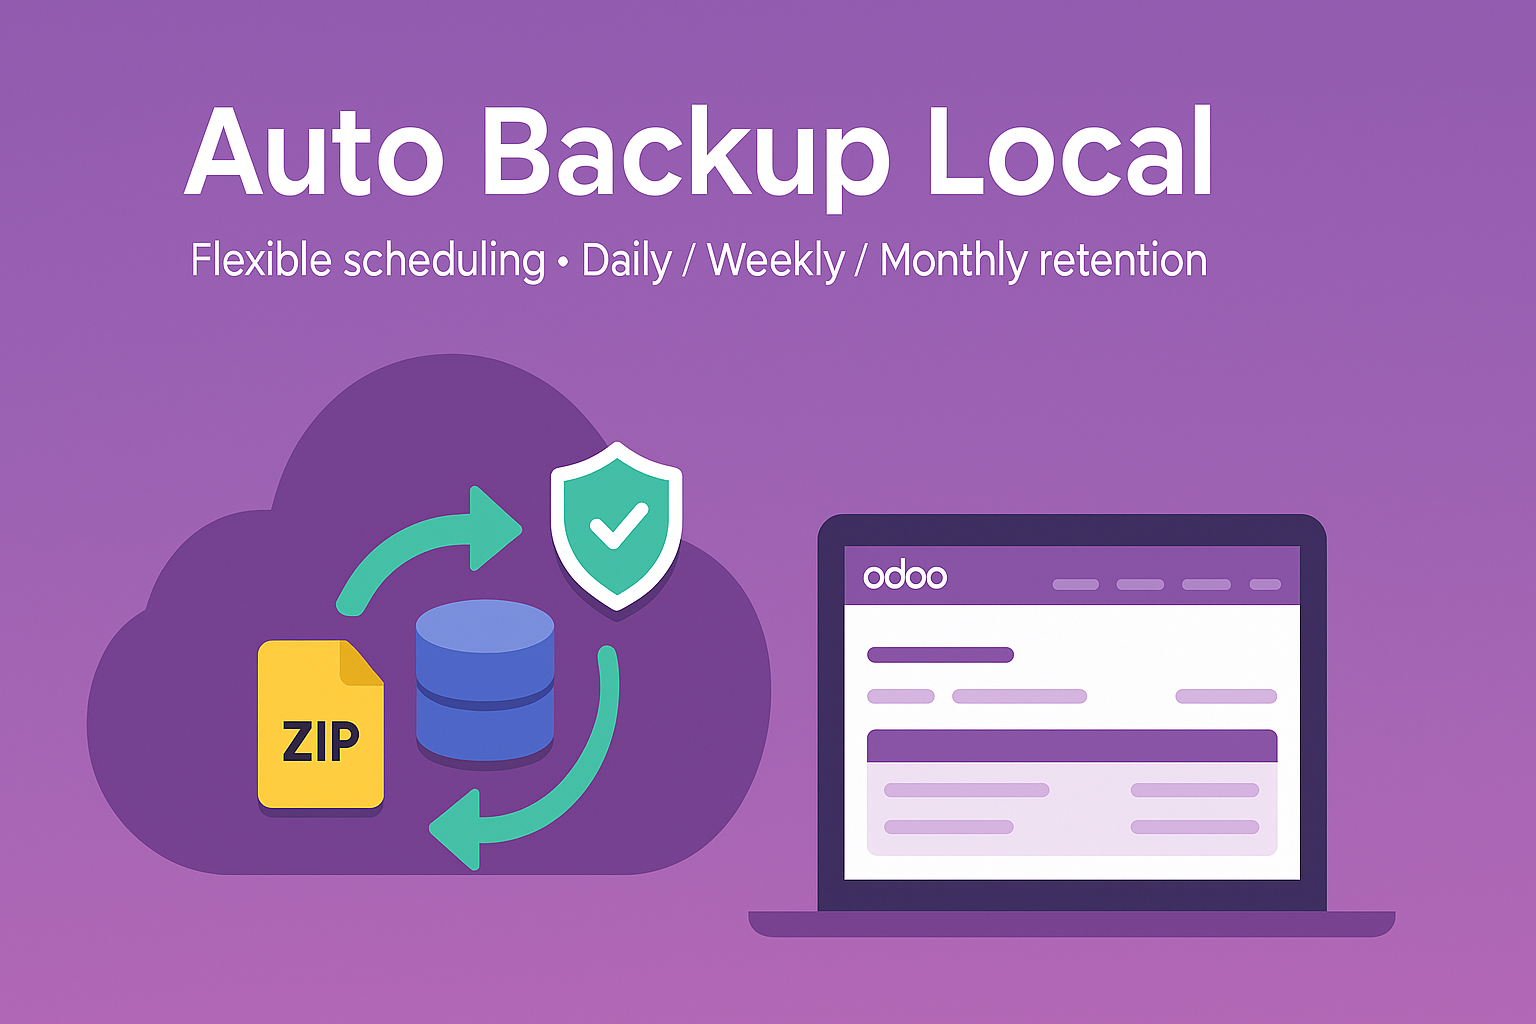 Auto Backup Local
Flexible scheduling • Daily / Weekly / Monthly retention
odoo
ZIP